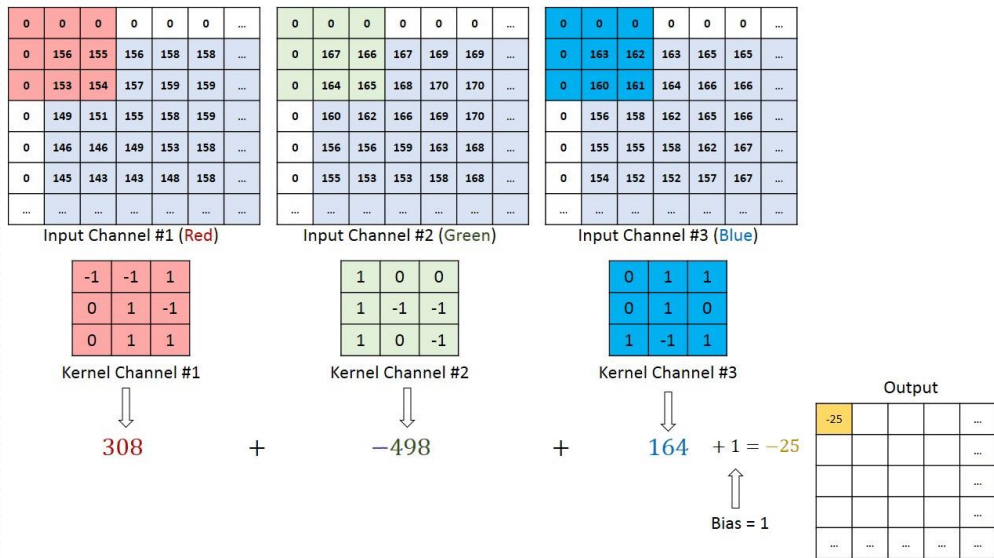 0 0 0 0 0 0 ... 0 0 0 0 0 0 ... 0 0 0 0 0 0 ...
0 156 155 156 158 158 ... 0 167 166 167 169 169 ... 0 163 162 163 165 165 ...
0 153 154 157 159 159 ... 0 164 165 168 170 170 ... 0 160 161 164 166 166 ...
0 149 151 155 158 159 ... 0 160 162 166 169 170 ... 0 156 158 162 165 166 ...
0 146 146 149 153 158 ... 0 156 156 159 163 168 ... 0 155 155 158 162 167 ...
0 145 143 143 148 158 ... 0 155 153 153 158 168 ... 0 154 152 152 157 167 ...
... ... ... ... ... ... ... ... ... ... ... ... ... ... ... ... ... ... ... ... ...
Input Channel #1 (Red) Input Channel #2 (Green) Input Channel #3 (Blue)
-1 -1 1 1 0 0 0 1 1
0 1 -1 1 -1 -1 0 1 0
0 1 1 1 0 -1 1 -1 1
Kernel Channel #1 Kernel Channel #2 Kernel Channel #3
308 + −498 + 164 + 1 = −25
Bias = 1
Output
-25 ...
...
...
...
... ... ... ... ...